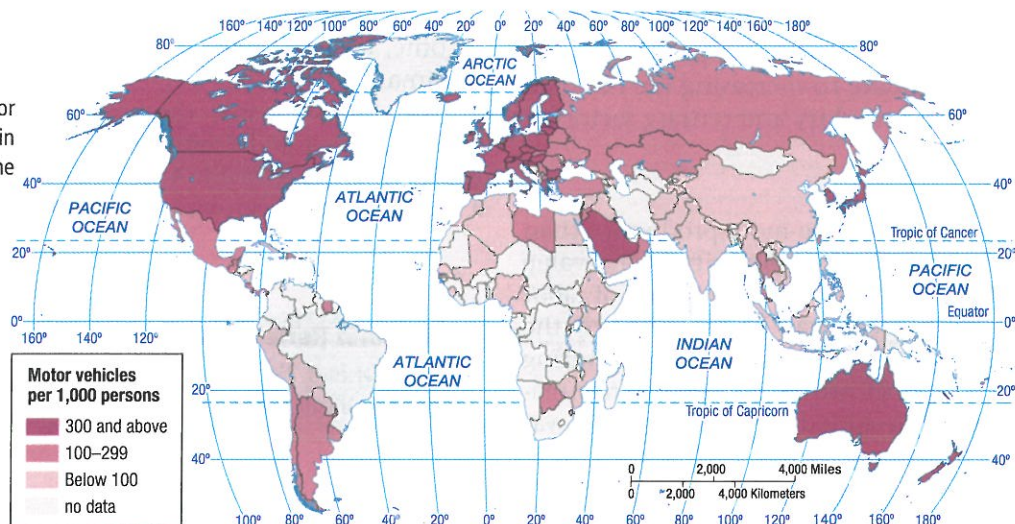 160° 140° 120° 100° 80° 60° 40° 20° 0° 20° 40° 60° 80° 100° 120° 140° 160° 180°
80° 80°
ARCTIC
OCEAN
or
in
ne
60° 60°
40° 40°
PACIFIC
OCEAN
ATLANTIC
OCEAN
Tropic of Cancer
20° 20°
PACIFIC
OCEAN
Equator
0° 0°
160° 140° 120°
ATLANTIC
OCEAN
INDIAN
OCEAN
20° 20°
Tropic of Capricorn
40° 40°
Motor vehicles
per 1,000 persons
300 and above
100–299
Below 100
no data
0 2,000 4,000 Miles
0 2,000 4,000 Kilometers
100° 80° 60° 40° 20° 0° 20° 40° 60° 80° 100° 120° 140° 160° 180°